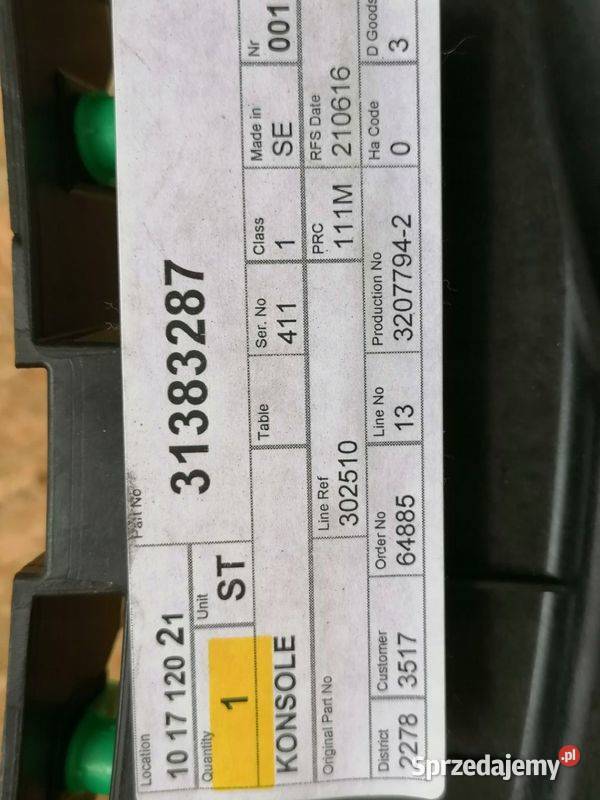 Location
10 17 120 21
Part No
31383287
Quantity
1
Unit
ST
KONSOLE
Table
Ser. No
411
Class
1
Made in
SE
Nr
001
Original Part No
Line Ref
302510
PRC
111M
RFS Date
210616
District
2278
Customer
3517
Order No
64885
Line No
13
Production No
3207794-2
Ha Code
0
D Goods
3
Sprzedajemy.pl